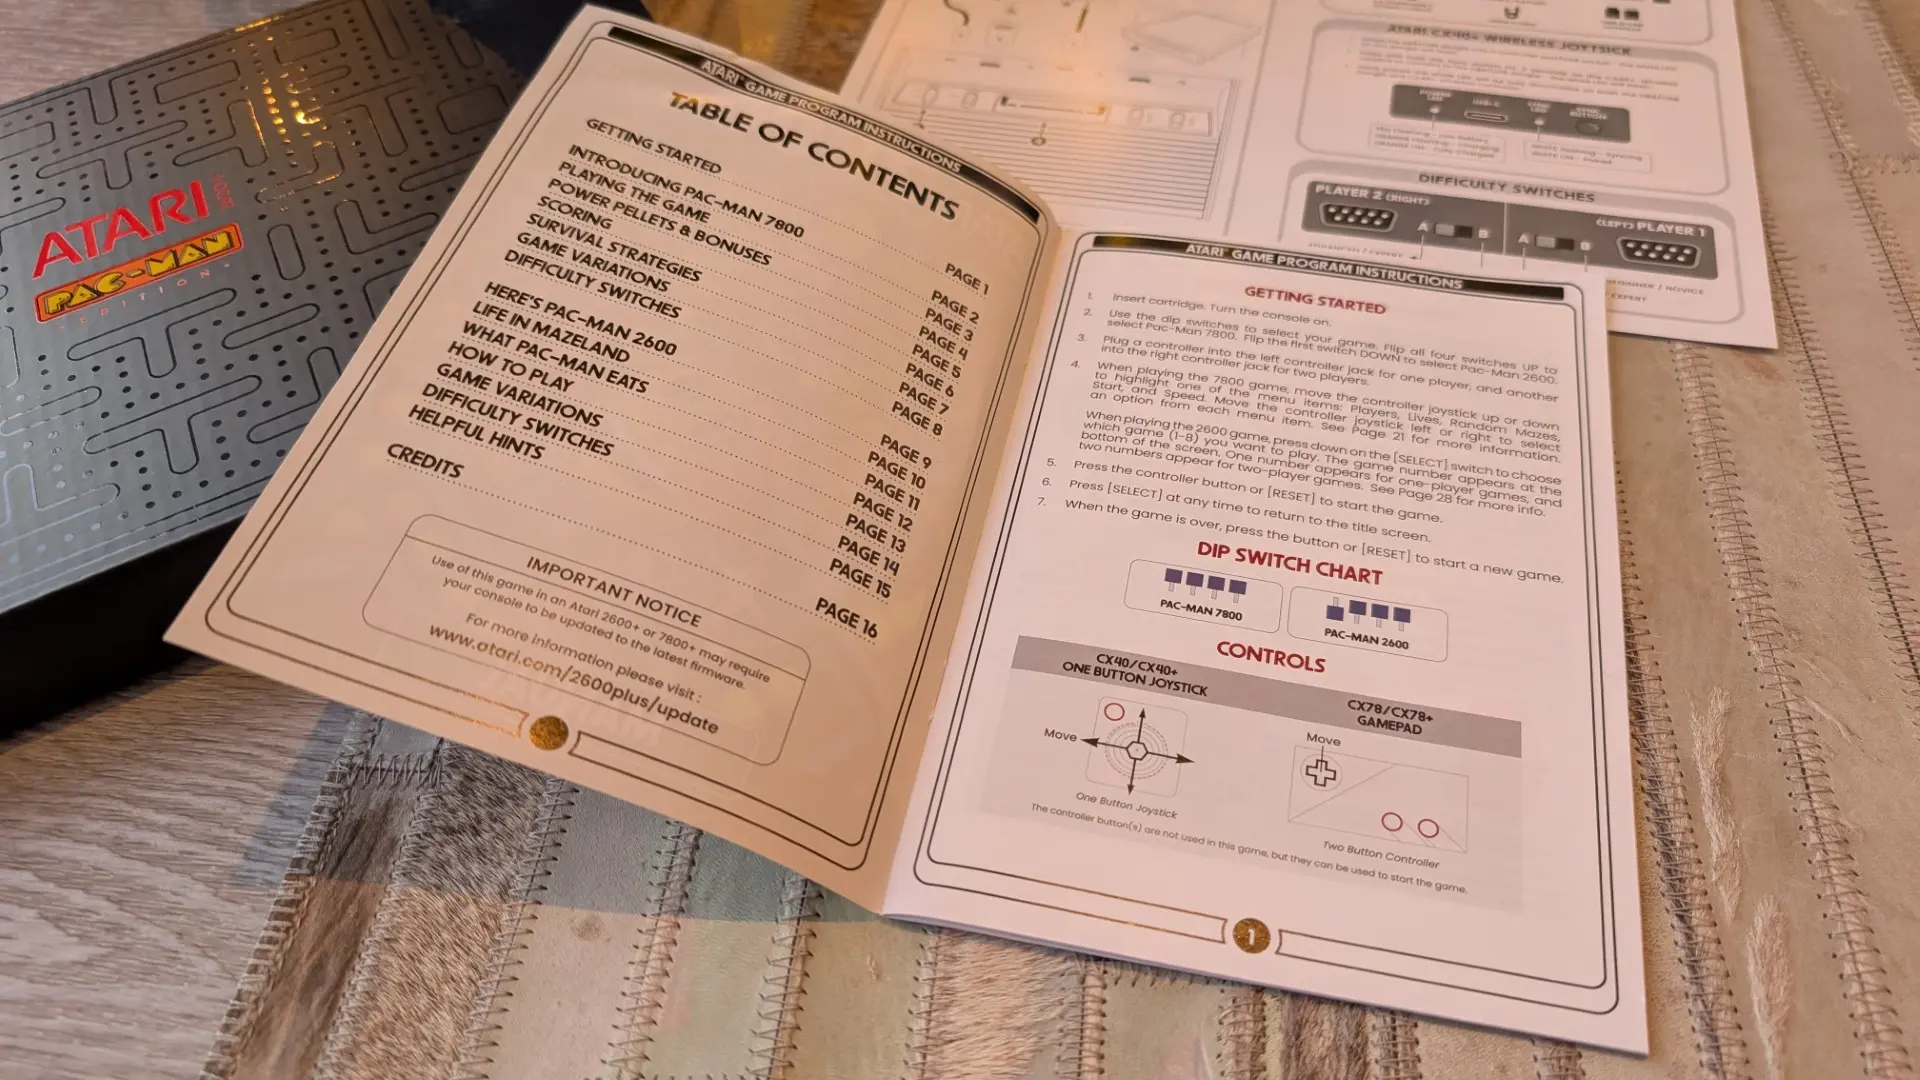 ATARI
PAC-MAN
EDITION
ATARI® GAME PROGRAM INSTRUCTIONS
TABLE OF CONTENTS
GETTING STARTED PAGE 1
INTRODUCING PAC-MAN 7800 PAGE 2
PLAYING THE GAME PAGE 3
POWER PELLETS & BONUSES PAGE 4
SCORING PAGE 5
SURVIVAL STRATEGIES PAGE 6
GAME VARIATIONS PAGE 7
DIFFICULTY SWITCHES PAGE 8
HERE'S PAC-MAN 2600 PAGE 9
LIFE IN MAZELAND PAGE 10
WHAT PAC-MAN EATS PAGE 11
HOW TO PLAY PAGE 12
GAME VARIATIONS PAGE 13
DIFFICULTY SWITCHES PAGE 14
HELPFUL HINTS PAGE 15
CREDITS PAGE 16
IMPORTANT NOTICE
Use of this game in an Atari 2600+ or 7800+ may require
your console to be updated to the latest firmware.
For more information please visit :
www.atari.com/2600plus/update
ATARI® GAME PROGRAM INSTRUCTIONS
GETTING STARTED
1. Insert cartridge. Turn the console on.
2. Use the dip switches to select your game. Flip all four switches UP to
select Pac-Man 7800. Flip the first switch DOWN to select Pac-Man 2600.
3. Plug a controller into the left controller jack for one player, and another
into the right controller jack for two players.
4. When playing the 7800 game, move the controller joystick up or down
to highlight one of the menu items: Players, Lives, Random Mazes,
Start, and Speed. Move the controller joystick left or right to select
an option from each menu item. See Page 21 for more information.
When playing the 2600 game, press down on the [SELECT] switch to choose
which game (1-8) you want to play. The game number appears at the
bottom of the screen. One number appears for one-player games, and
two numbers appear for two-player games. See Page 28 for more info.
5. Press the controller button or [RESET] to start the game.
6. Press [SELECT] at any time to return to the title screen.
7. When the game is over, press the button or [RESET] to start a new game.
DIP SWITCH CHART
PAC-MAN 7800
PAC-MAN 2600
CONTROLS
CX40/CX40+
ONE BUTTON JOYSTICK
CX78/CX78+
GAMEPAD
Move
Move
One Button Joystick
Two Button Controller
The controller button(s) are not used in this game, but they can be used to start the game.
1
ATARI CX40+ WIRELESS JOYTSICK
POWER LED
USB-C
SYNC LED
SYNC BUTTON
DIFFICULTY SWITCHES
PLAYER 2 (RIGHT)
A B
(LEFT) PLAYER 1
A B
BEGINNER / NOVICE
/ EXPERT